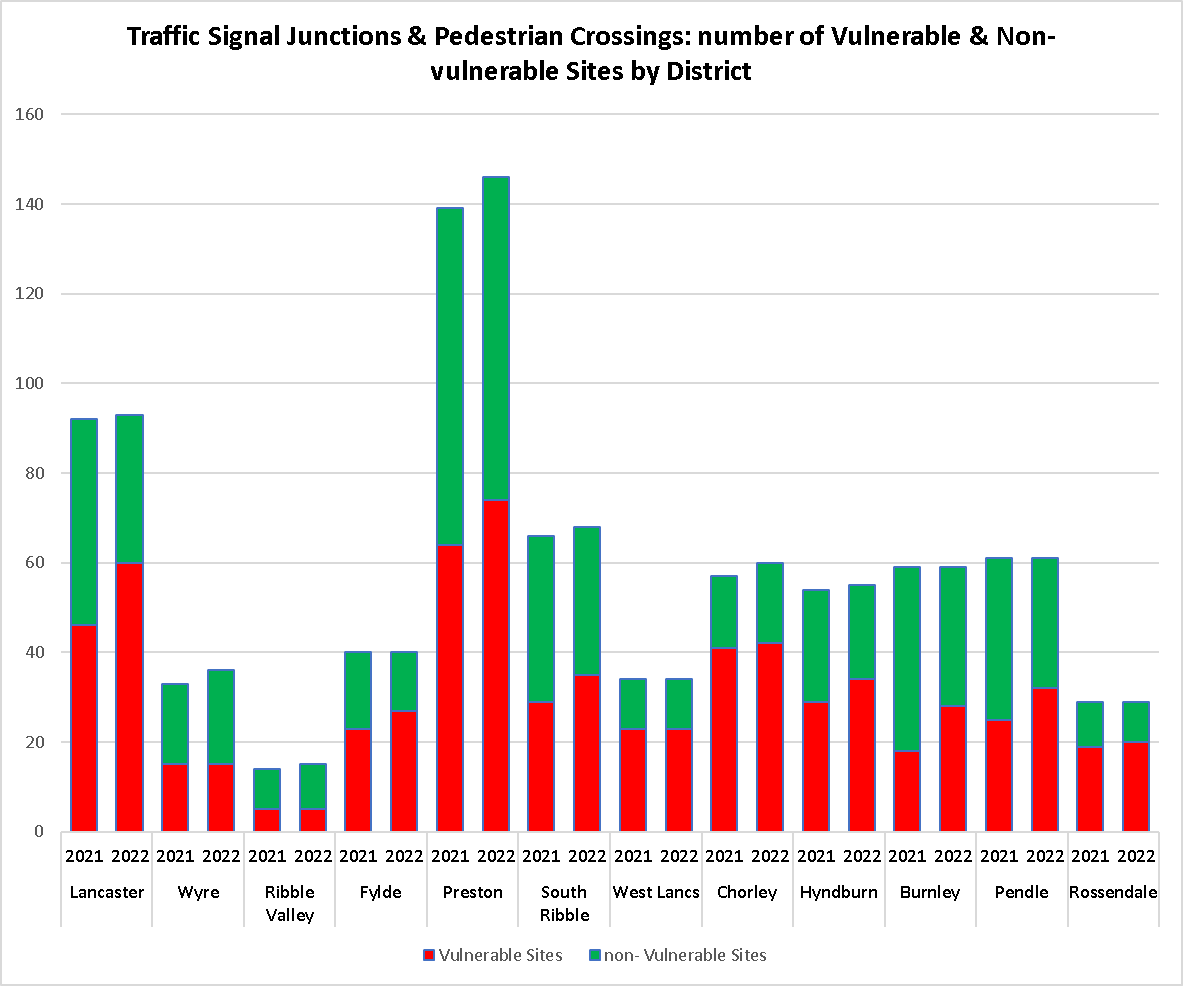 Traffic Signal Junctions & Pedestrian Crossings: number of Vulnerable & Non-
vulnerable Sites by District
160
140
120
100
80
60
40
20
0
2021 2022 2021 2022 2021 2022 2021 2022 2021 2022 2021 2022 2021 2022 2021 2022 2021 2022 2021 2022 2021 2022 2021 2022
Lancaster Wyre Ribble Fylde Preston South West Lancs Chorley Hyndburn Burnley Pendle Rossendale
Valley Ribble
Vulnerable Sites non- Vulnerable Sites